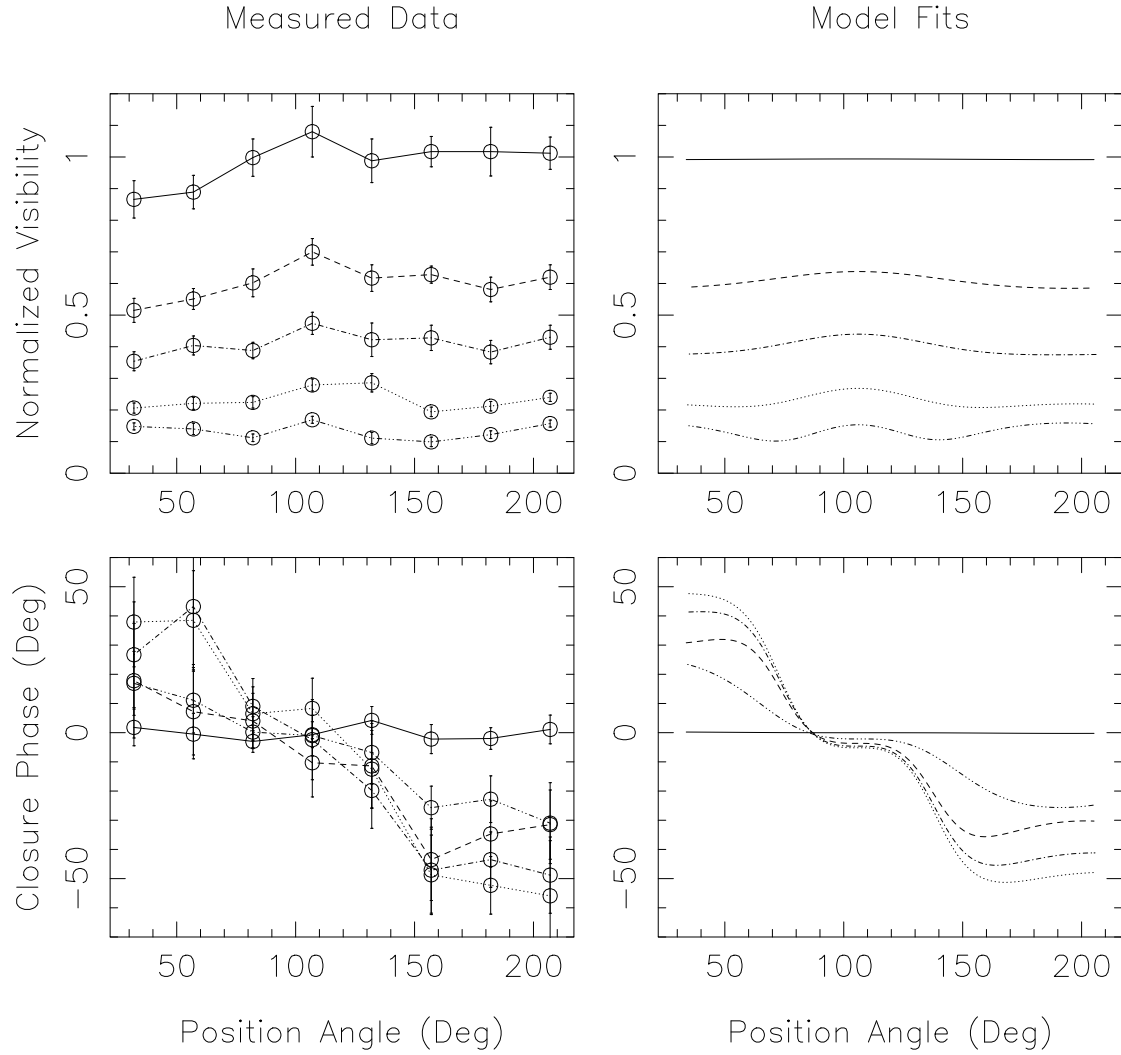 Measured Data
Model Fits
Normalized Visibility
1
0.5
0
50 100 150 200
50
0
−50
Closure Phase (Deg)
50 100 150 200
Position Angle (Deg)
1
0.5
0
50 100 150 200
50
0
−50
50 100 150 200
Position Angle (Deg)